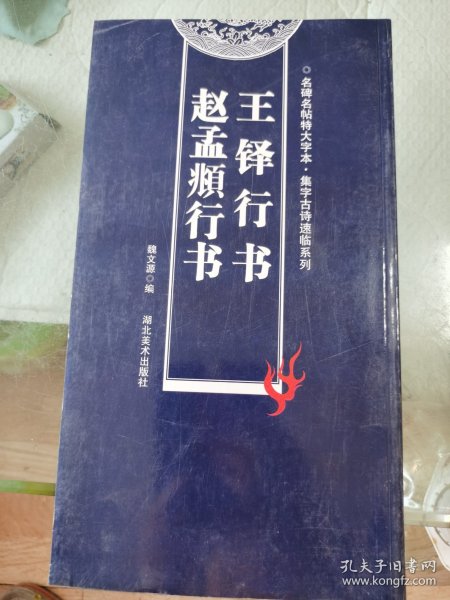 ◎名碑名帖特大字本·集字古诗速临系列
王铎行书
赵孟頫行书
魏文源◎编
湖北美术出版社
孔夫子旧书网
www.kongfz.com